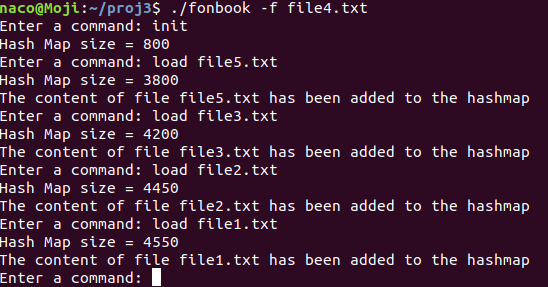 naco@Moji:~/proj3$ ./fonbook -f file4.txt
Enter a command: init
Hash Map size = 800
Enter a command: load file5.txt
Hash Map size = 3800
The content of file file5.txt has been added to the hashmap
Enter a command: load file3.txt
Hash Map size = 4200
The content of file file3.txt has been added to the hashmap
Enter a command: load file2.txt
Hash Map size = 4450
The content of file file2.txt has been added to the hashmap
Enter a command: load file1.txt
Hash Map size = 4550
The content of file file1.txt has been added to the hashmap
Enter a command: